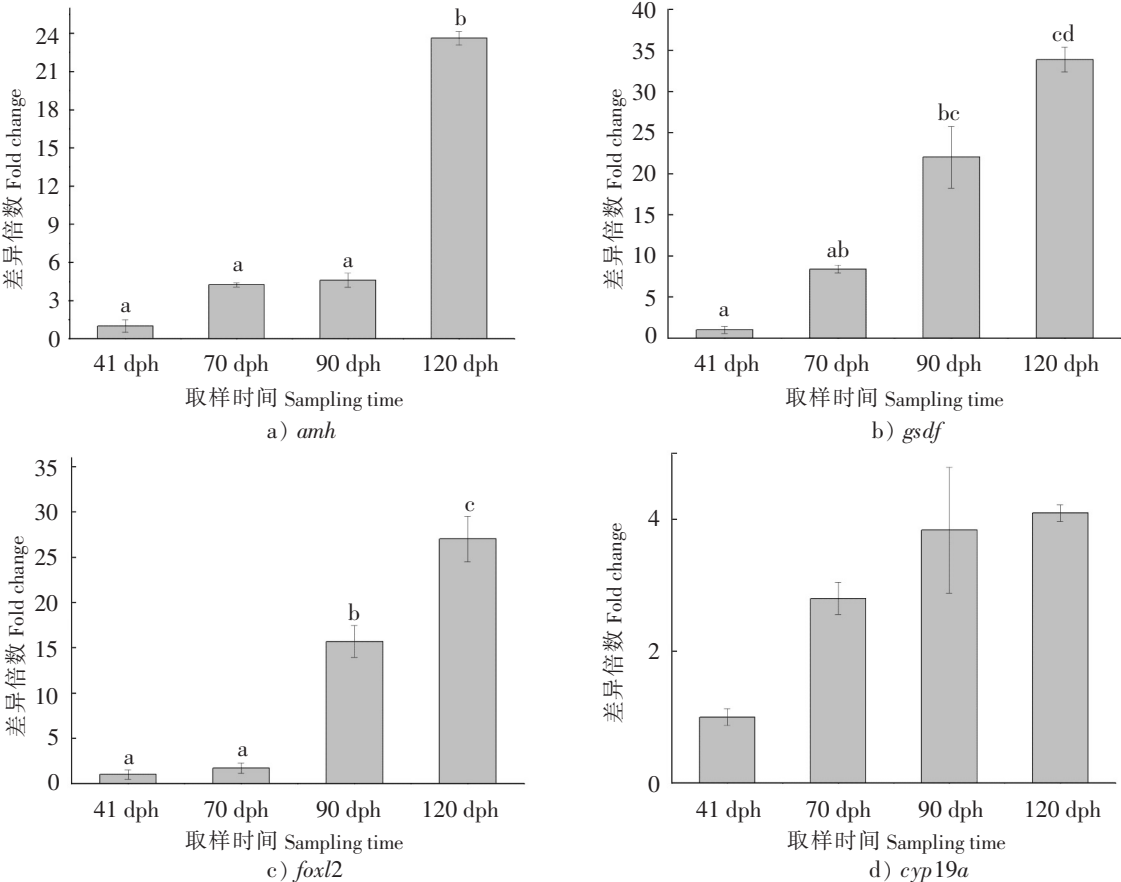 差异倍数 Fold change
24
21
18
15
12
9
6
3
0
a
a
a
b
41 dph 70 dph 90 dph 120 dph
取样时间 Sampling time
a) amh
差异倍数 Fold change
40
35
30
25
20
15
10
5
0
a
ab
bc
cd
41 dph 70 dph 90 dph 120 dph
取样时间 Sampling time
b) gsdf
差异倍数 Fold change
35
30
25
20
15
10
5
0
a
a
b
c
41 dph 70 dph 90 dph 120 dph
取样时间 Sampling time
c) foxl2
差异倍数 Fold change
4
2
0
41 dph 70 dph 90 dph 120 dph
取样时间 Sampling time
d) cyp19a